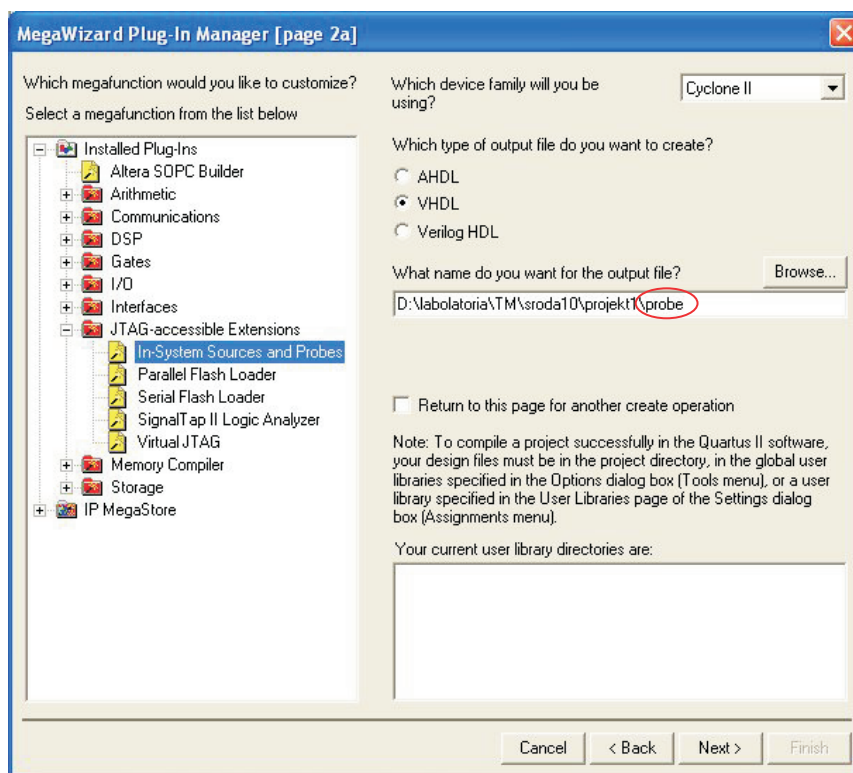 MegaWizard Plug-In Manager [page 2a]
Which megafunction would you like to customize?
Select a megafunction from the list below
Installed Plug-Ins
Altera SOPC Builder
Arithmetic
Communications
DSP
Gates
I/O
Interfaces
JTAG-accessible Extensions
In-System Sources and Probes
Parallel Flash Loader
Serial Flash Loader
SignalTap II Logic Analyzer
Virtual JTAG
Memory Compiler
Storage
IP MegaStore
Which device family will you be
using?
Cyclone II
Which type of output file do you want to create?
AHDL
VHDL
Verilog HDL
What name do you want for the output file?
Browse...
D:\labolatoria\TM\sroda10\projekt1\probe
Return to this page for another create operation
Note: To compile a project successfully in the Quartus II software,
your design files must be in the project directory, in the global user
libraries specified in the Options dialog box (Tools menu), or a user
library specified in the User Libraries page of the Settings dialog
box (Assignments menu).
Your current user library directories are:
Cancel
< Back
Next >
Finish